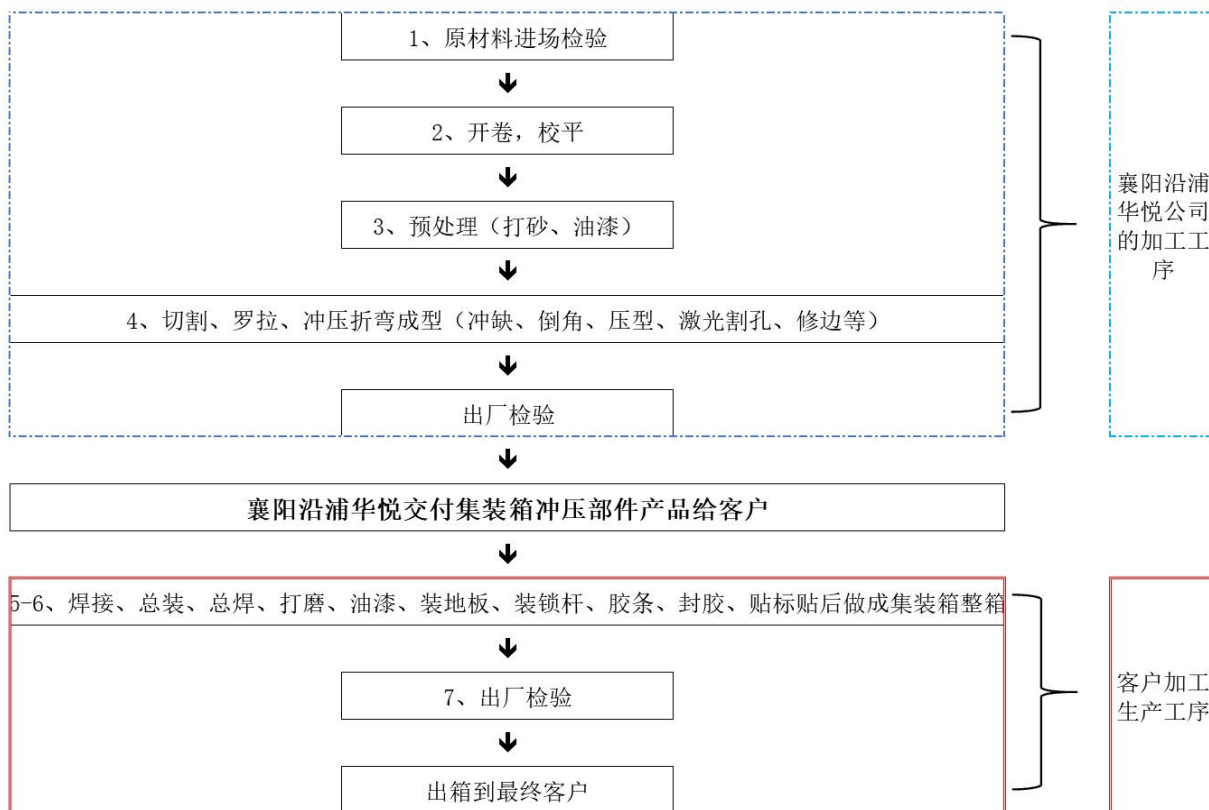 1、原材料进场检验
2、开卷，校平
3、预处理（打砂、油漆）
4、切割、罗拉、冲压折弯成型（冲缺、倒角、压型、激光割孔、修边等）
出厂检验
襄阳沿浦
华悦公司
的加工工
序
襄阳沿浦华悦交付集装箱冲压部件产品给客户
5-6、焊接、总装、总焊、打磨、油漆、装地板、装锁杆、胶条、封胶、贴标贴后做成集装箱整箱
7、出厂检验
出箱到最终客户
客户加工
生产工序